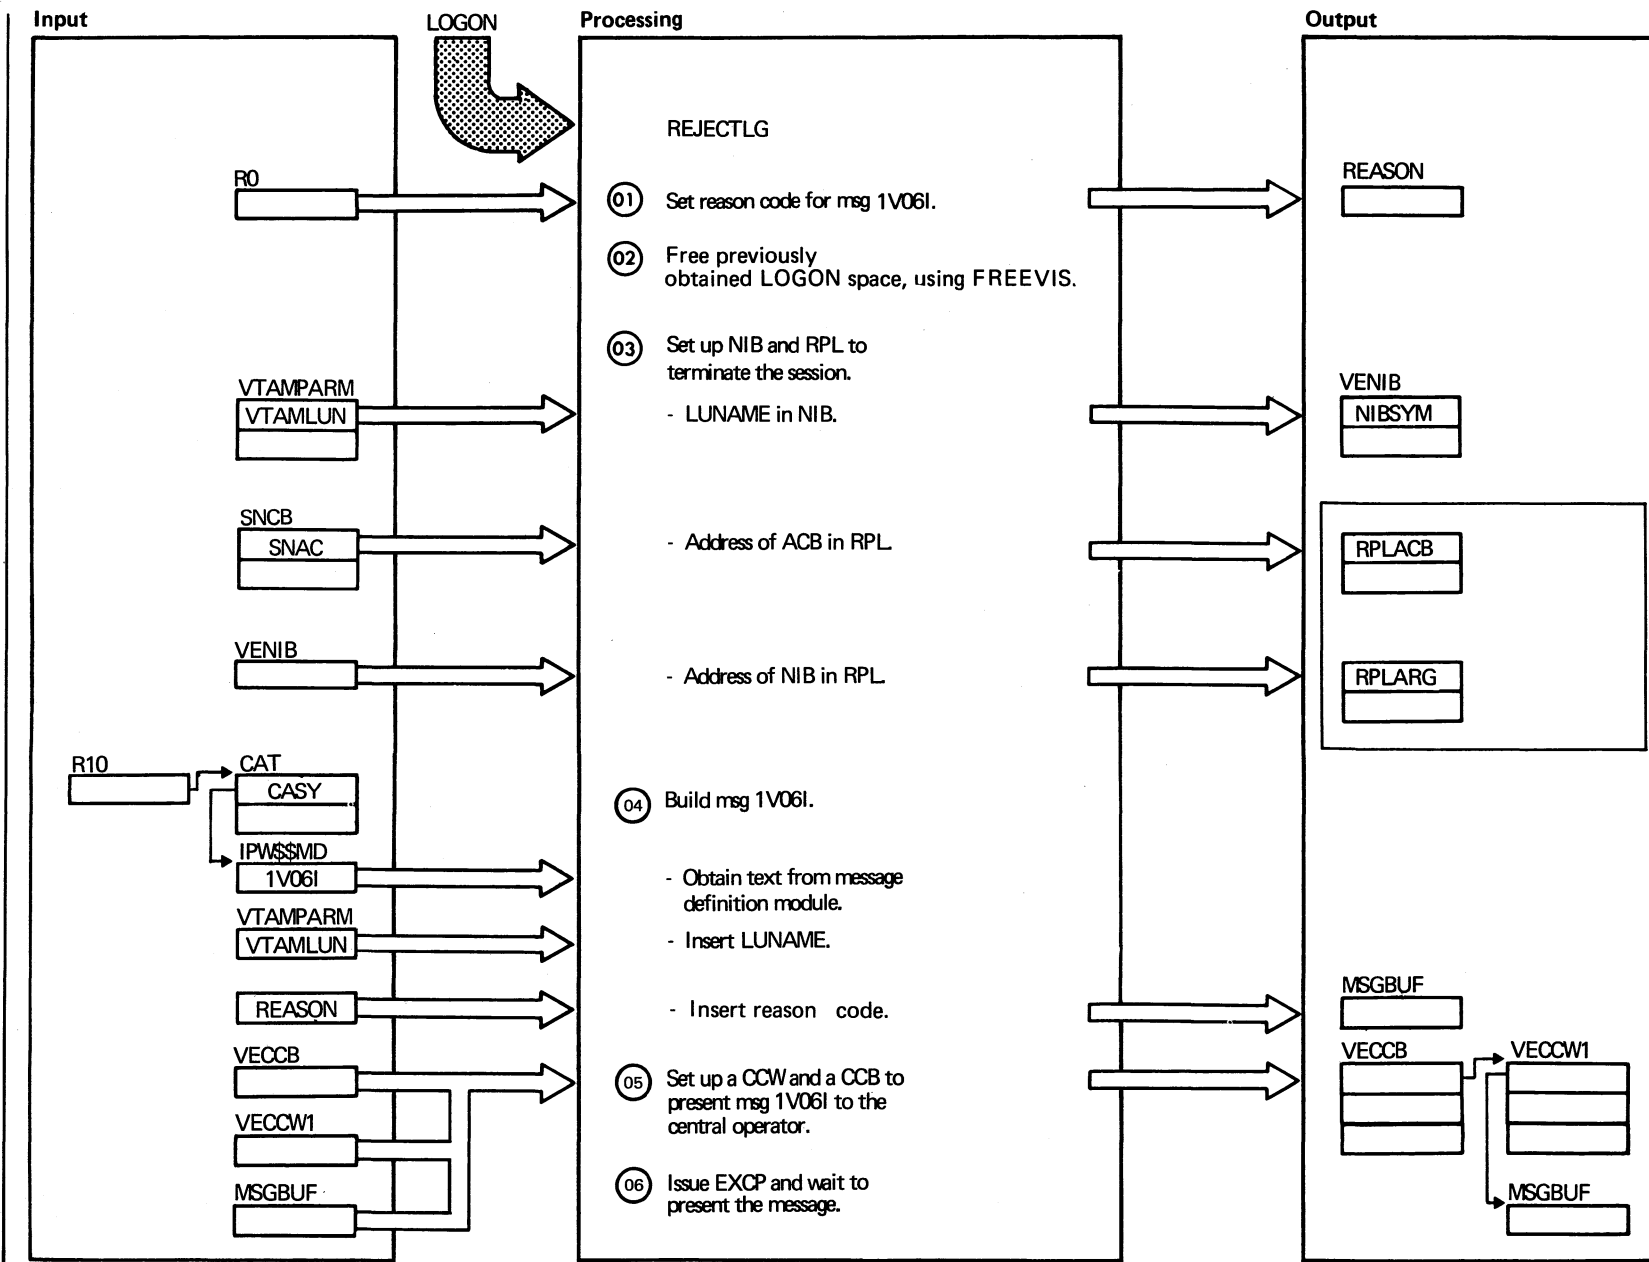 Input
LOGON
Processing
Output
REJECTLG
R0
01 Set reason code for msg 1V06I.
REASON
02 Free previously
obtained LOGON space, using FREEVIS.
03 Set up NIB and RPL to
terminate the session.
VTAMPARM
VTAMLUN
- LUNAME in NIB.
VENIB
NIBSYM
SNCB
SNAC
- Address of ACB in RPL.
RPLACB
VENIB
- Address of NIB in RPL.
RPLARG
R10
CAT
CASY
04 Build msg 1V06I.
IPW$$MD
1V06I
- Obtain text from message
definition module.
VTAMPARM
VTAMLUN
- Insert LUNAME.
REASON
- Insert reason code.
MSGBUF
VECCB
VECCW1
MSGBUF
05 Set up a CCW and a CCB to
present msg 1V06I to the
central operator.
VECCB
VECCW1
MSGBUF
06 Issue EXCP and wait to
present the message.